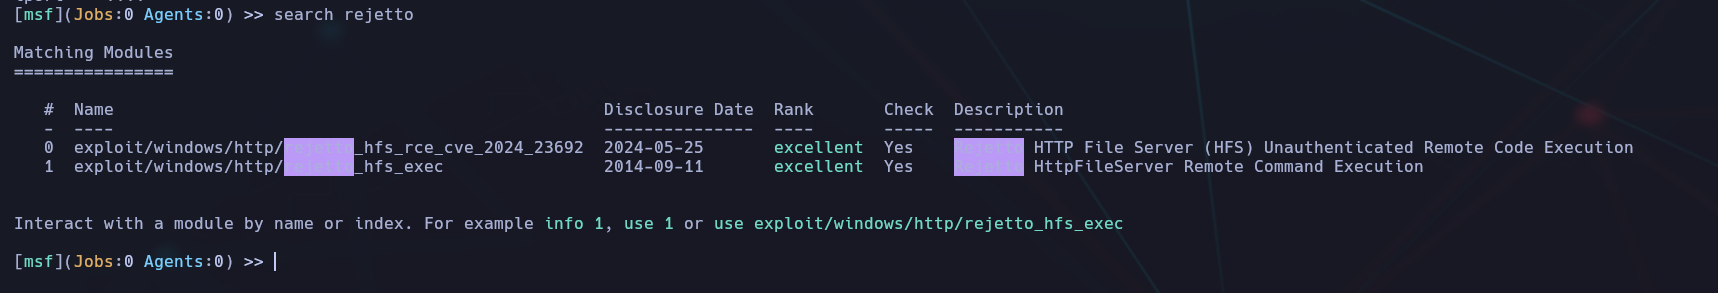 [msf](Jobs:0 Agents:0) >> search rejetto
Matching Modules
================
#  Name                                         Disclosure Date  Rank       Check  Description
-  ----                                         ---------------  ----       -----  -----------
0  exploit/windows/http/rejetto_hfs_rce_cve_2024_23692  2024-05-25       excellent  Yes    Rejetto HTTP File Server (HFS) Unauthenticated Remote Code Execution
1  exploit/windows/http/rejetto_hfs_exec        2014-09-11       excellent  Yes    Rejetto HttpFileServer Remote Command Execution
Interact with a module by name or index. For example info 1, use 1 or use exploit/windows/http/rejetto_hfs_exec
[msf](Jobs:0 Agents:0) >>